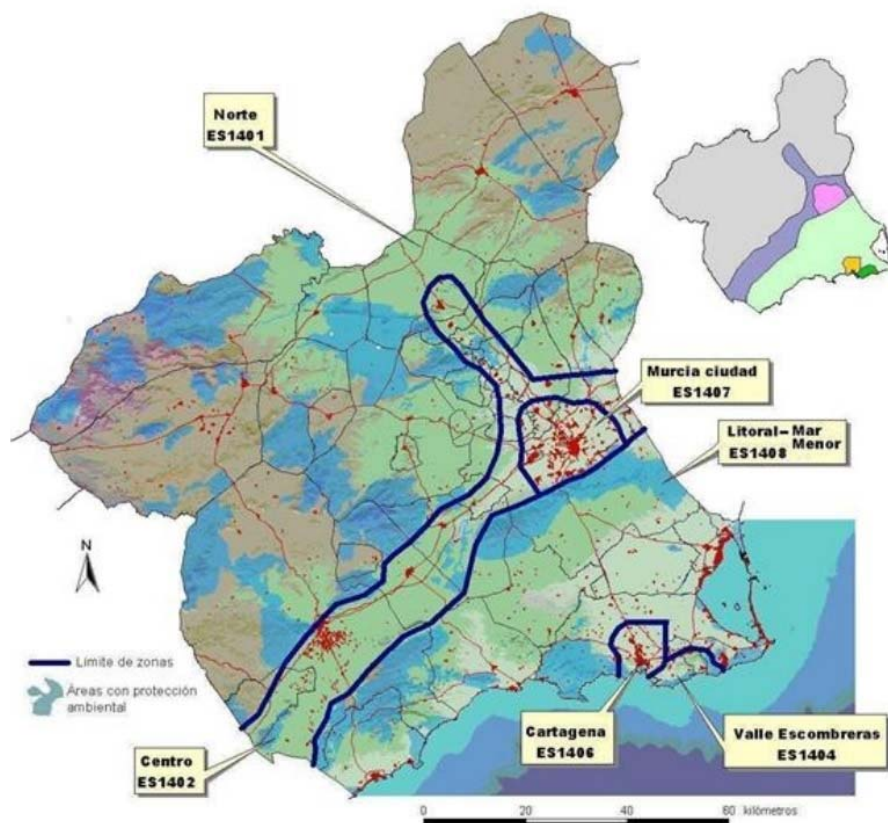 Norte
ES1401
Murcia ciudad
ES1407
Litoral-Mar
Menor
ES1408
N
Límite de zonas
Áreas con protección
ambiental
Cartagena
ES1406
Valle Escombreras
ES1404
Centro
ES1402
0 20 40 60 kilómetros